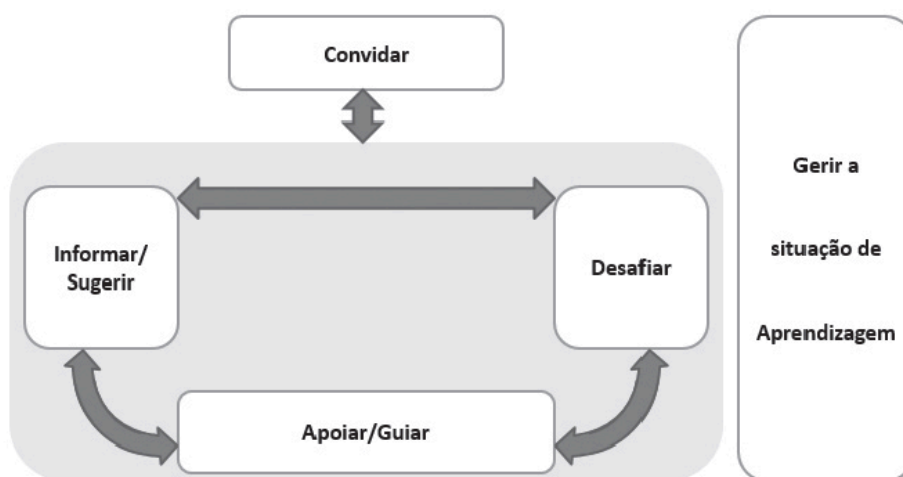 Convidar
Informar/
Sugerir
Desafiar
Apoiar/Guiar
Gerir a
situação de
Aprendizagem